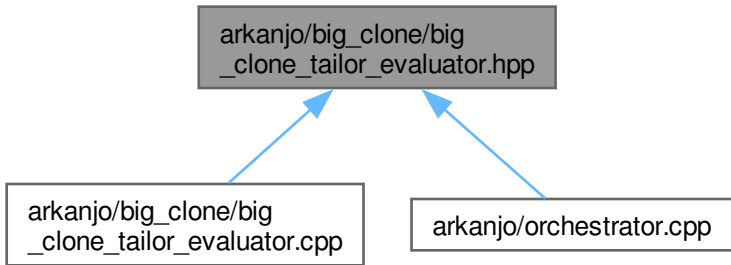 arkanjo/big_clone/big
_clone_tailor_evaluator.hpp
arkanjo/big_clone/big
_clone_tailor_evaluator.cpp
arkanjo/orchestrator.cpp